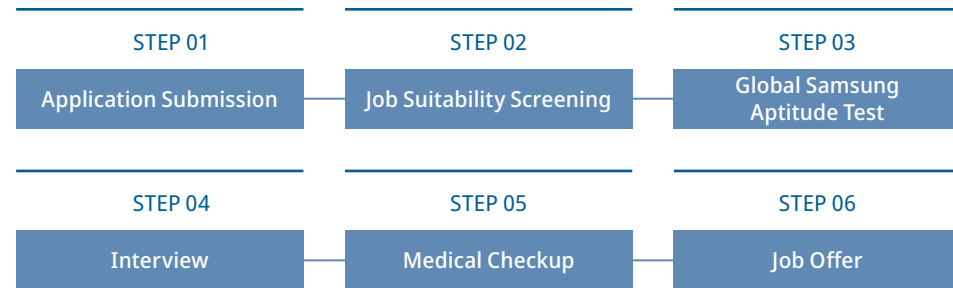 STEP 01
Application Submission
STEP 02
Job Suitability Screening
STEP 03
Global Samsung
Aptitude Test
STEP 04
Interview
STEP 05
Medical Checkup
STEP 06
Job Offer